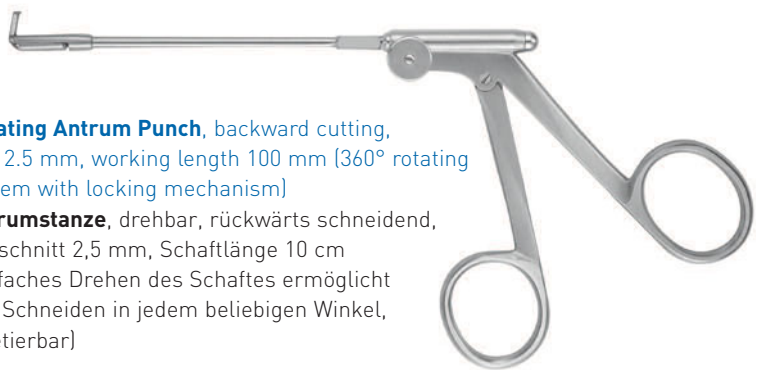 ating Antrum Punch, backward cutting,
2.5 mm, working length 100 mm (360° rotating
em with locking mechanism)
rumstanze, drehbar, rückwärts schneidend,
schnitt 2,5 mm, Schaftlänge 10 cm
faches Drehen des Schaftes ermöglicht
Schneiden in jedem beliebigen Winkel,
etierbar)